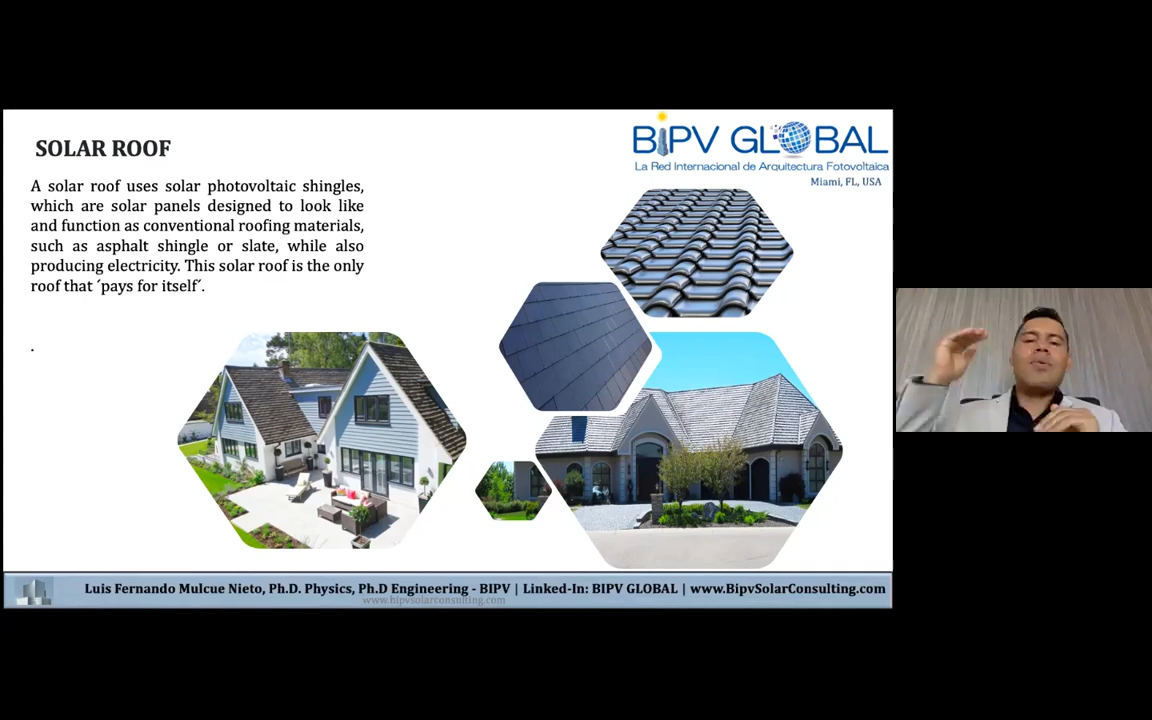 SOLAR ROOF
A solar roof uses solar photovoltaic shingles,
which are solar panels designed to look like
and function as conventional roofing materials,
such as asphalt shingle or slate, while also
producing electricity. This solar roof is the only
roof that ´pays for itself´.
.
BIPV GLOBAL
La Red Internacional de Arquitectura Fotovoltaica
Miami, FL, USA
Luis Fernando Mulcue Nieto, Ph.D. Physics, Ph.D Engineering - BIPV | Linked-In: BIPV GLOBAL | www.BipvSolarConsulting.com
www.bipvsolarconsulting.com